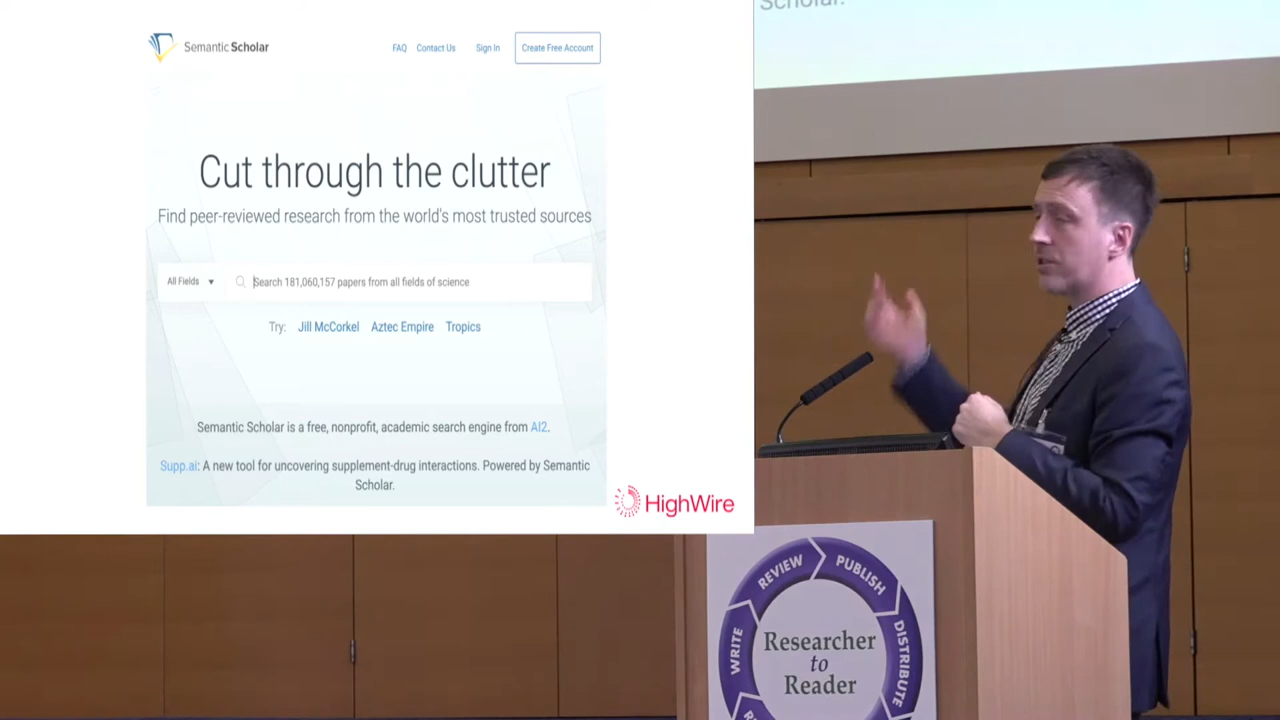 Semantic Scholar
FAQ Contact Us Sign In Create Free Account
Cut through the clutter
Find peer-reviewed research from the world's most trusted sources
All Fields
Search 181,060,157 papers from all fields of science
Try: Jill McCorkel Aztec Empire Tropics
Semantic Scholar is a free, nonprofit, academic search engine from AI2.
Supp.ai: A new tool for uncovering supplement-drug interactions. Powered by Semantic
Scholar.
HighWire
Scholar.
WRITE
REVIEW
PUBLISH
DISTRIBUTE
Researcher
to
Reader